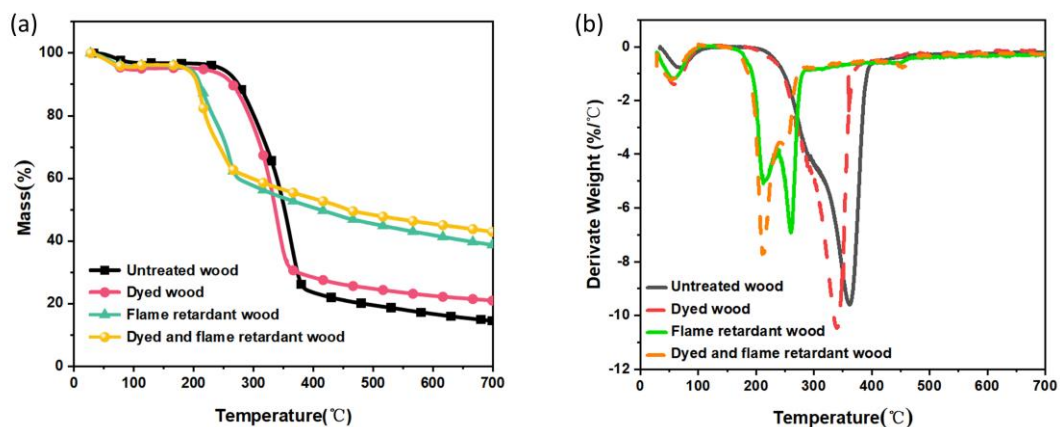 (a)
100
80
60
40
20
0
Mass(%)
Untreated wood
Dyed wood
Flame retardant wood
Dyed and flame retardant wood
0 100 200 300 400 500 600 700
Temperature(℃)
(b)
0
-2
-4
-6
-8
-10
-12
Derivate Weight (%/℃)
Untreated wood
Dyed wood
Flame retardant wood
Dyed and flame retardant wood
0 100 200 300 400 500 600 700
Temperature(℃)